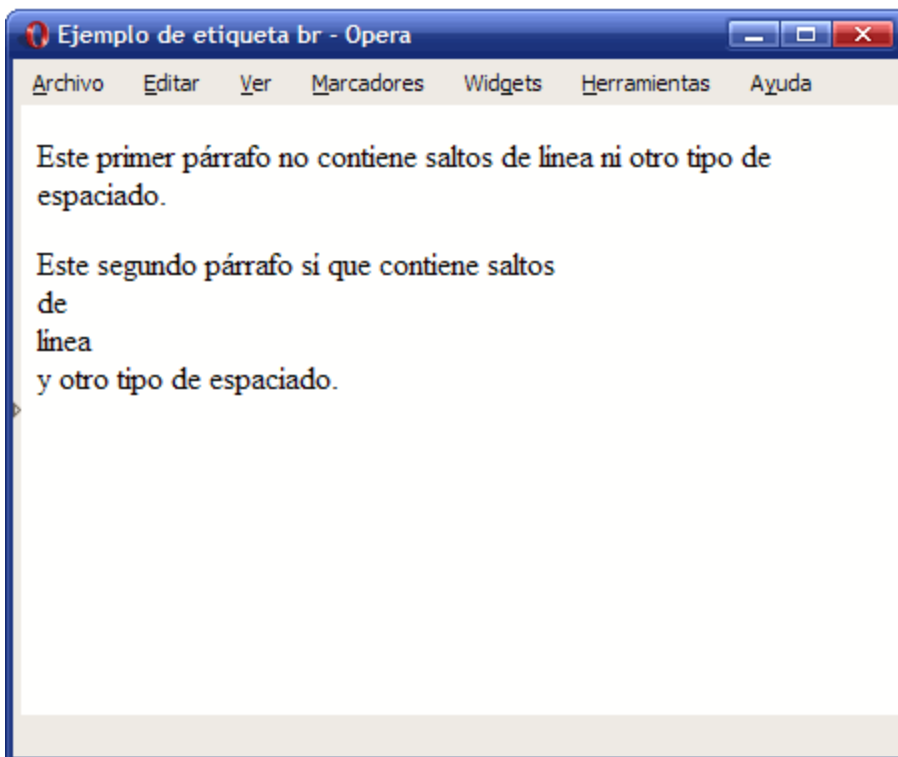 Ejemplo de etiqueta br - Opera
Archivo Editar Ver Marcadores Widgets Herramientas Ayuda
Este primer párrafo no contiene saltos de línea ni otro tipo de
espaciado.
Este segundo párrafo sí que contiene saltos
de
línea
y otro tipo de espaciado.